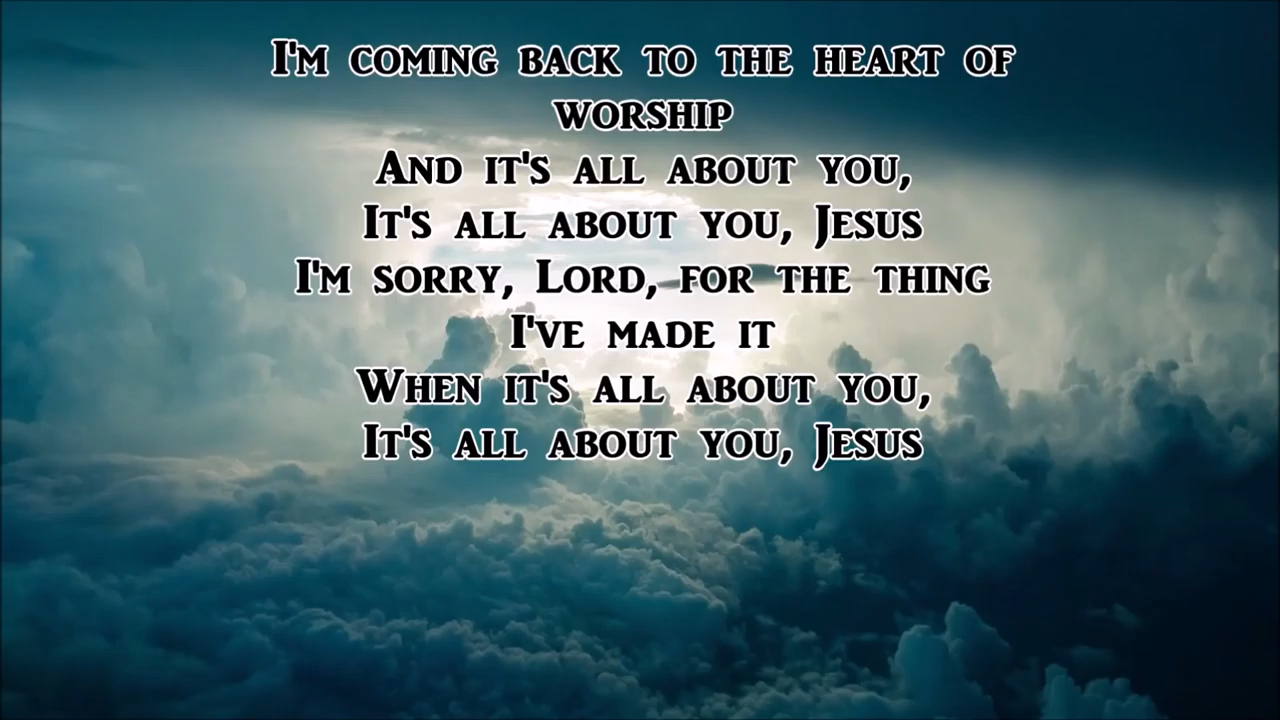 I'm coming back to the heart of
worship
And it's all about you,
It's all about you, Jesus
I'm sorry, Lord, for the thing
I've made it
When it's all about you,
It's all about you, Jesus